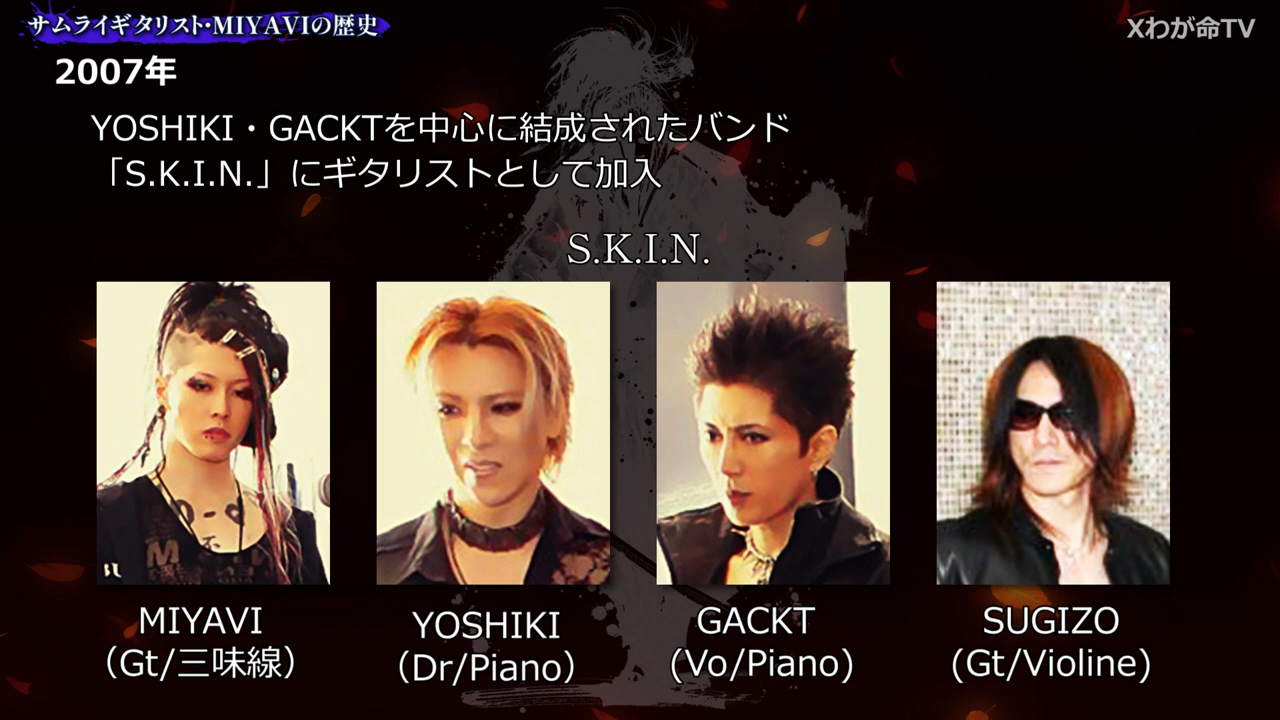 サムライギタリスト・MIYAVIの歴史
Xわが命TV
2007年
YOSHIKI・GACKTを中心に結成されたバンド
「S.K.I.N.」にギタリストとして加入
S.K.I.N.
MIYAVI
（Gt/三味線）
YOSHIKI
（Dr/Piano）
GACKT
(Vo/Piano)
SUGIZO
(Gt/Violine)